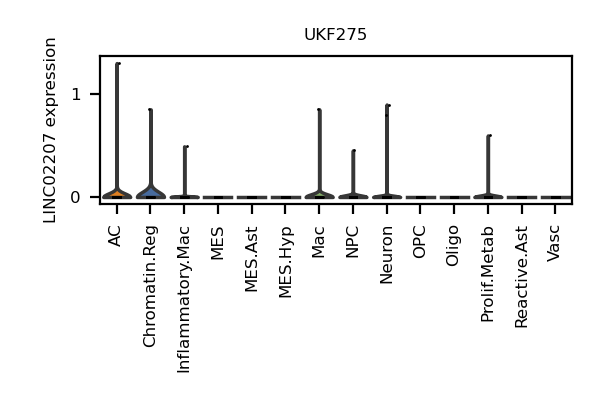 UKF275
LINC02207 expression
1
0
AC
Chromatin.Reg
Inflammatory.Mac
MES
MES.Ast
MES.Hyp
Mac
NPC
Neuron
OPC
Oligo
Prolif.Metab
Reactive.Ast
Vasc